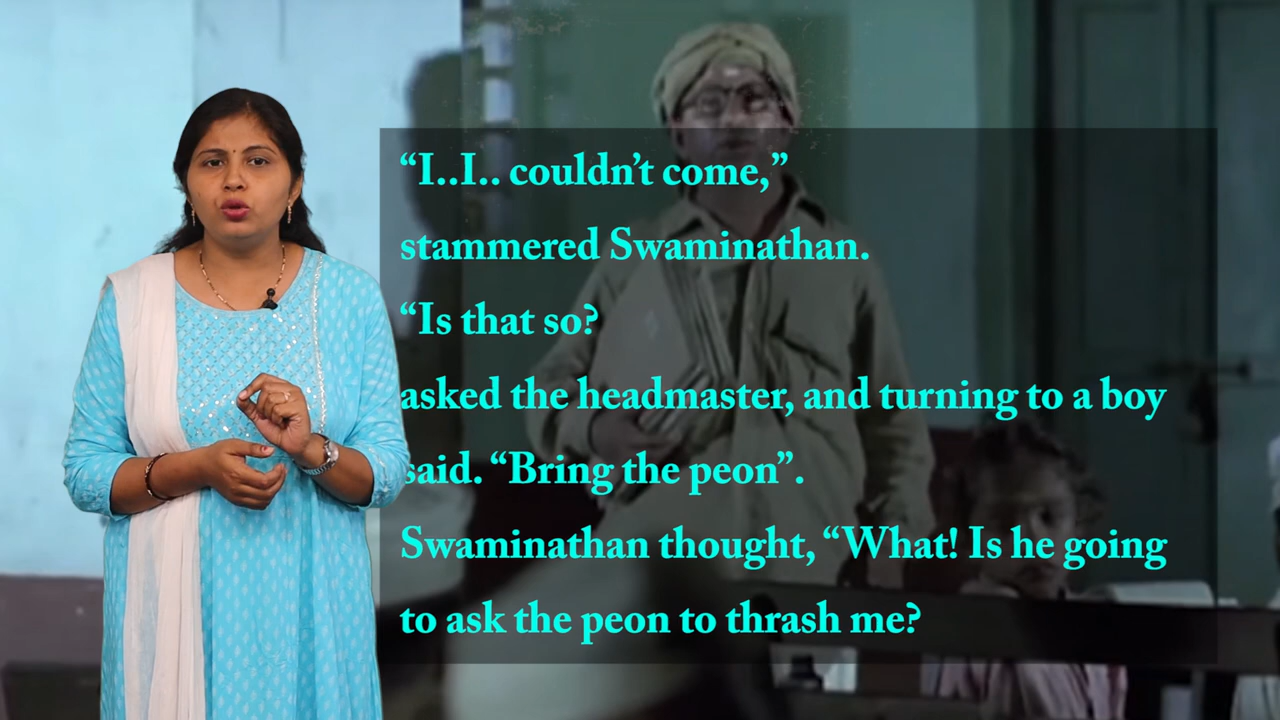 “I..I.. couldn’t come,”
stammered Swaminathan.
“Is that so?
asked the headmaster, and turning to a boy
said. “Bring the peon”.
Swaminathan thought, “What! Is he going
to ask the peon to thrash me?